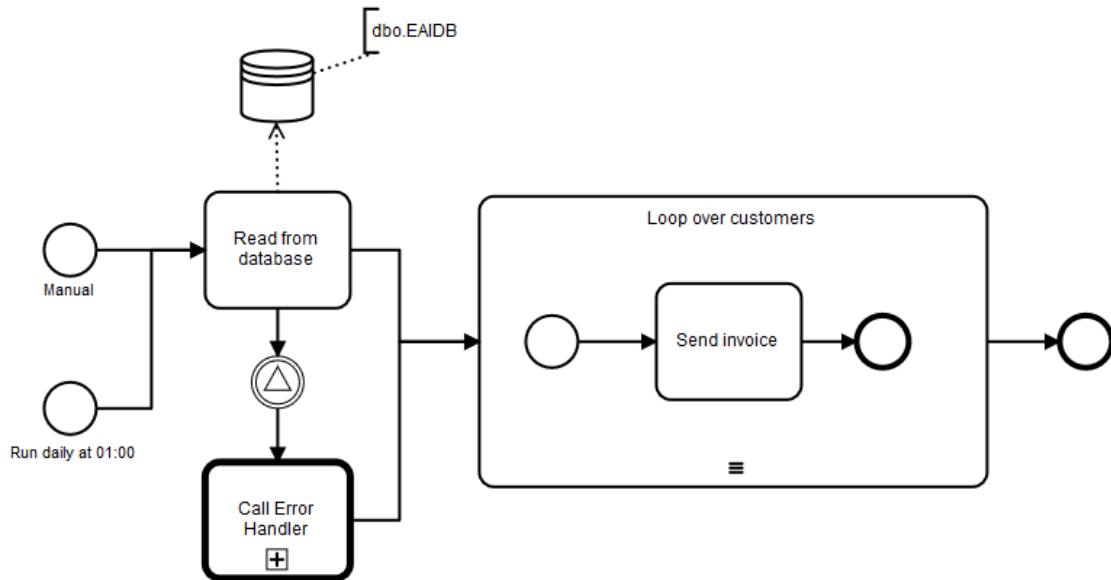 dbo.EAIDB
Read from
database
Manual
Run daily at 01:00
Call Error
Handler
Loop over customers
Send invoice